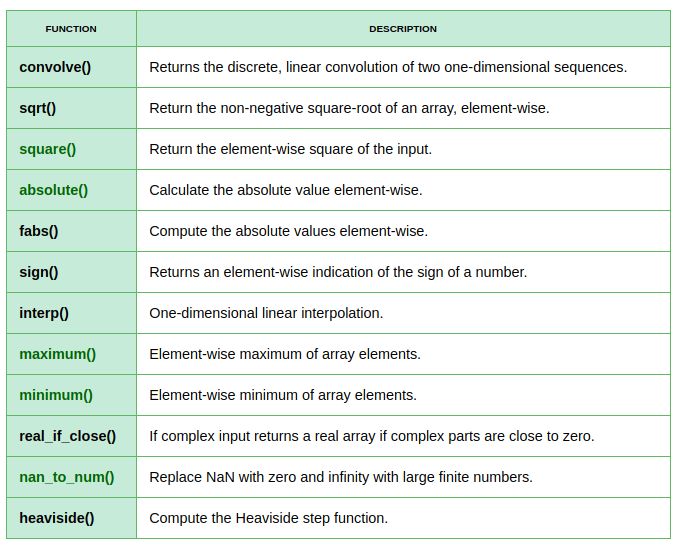 FUNCTION DESCRIPTION
convolve() Returns the discrete, linear convolution of two one-dimensional sequences.
sqrt() Return the non-negative square-root of an array, element-wise.
square() Return the element-wise square of the input.
absolute() Calculate the absolute value element-wise.
fabs() Compute the absolute values element-wise.
sign() Returns an element-wise indication of the sign of a number.
interp() One-dimensional linear interpolation.
maximum() Element-wise maximum of array elements.
minimum() Element-wise minimum of array elements.
real_if_close() If complex input returns a real array if complex parts are close to zero.
nan_to_num() Replace NaN with zero and infinity with large finite numbers.
heaviside() Compute the Heaviside step function.